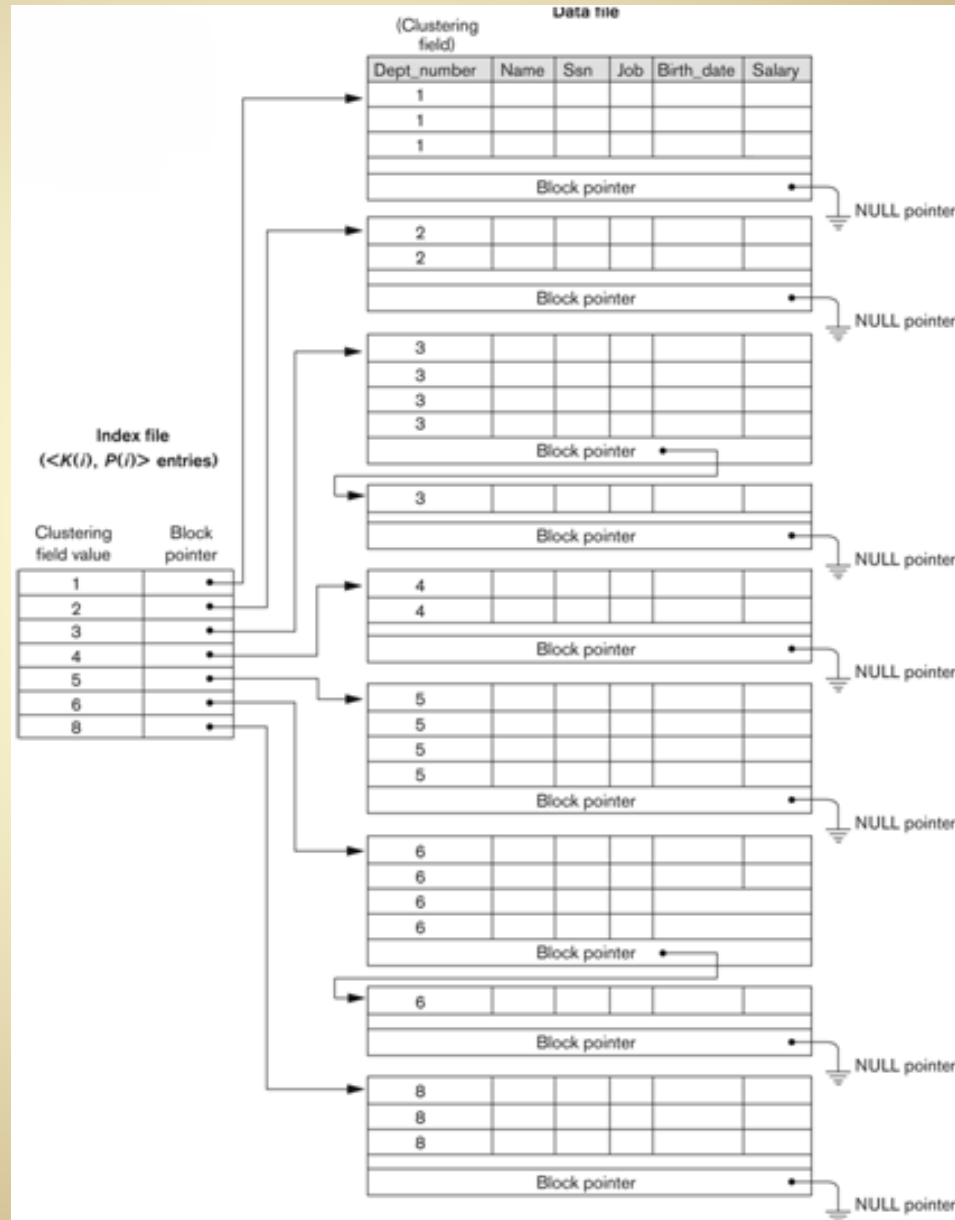 Data file
(Clustering
field)
Dept_number Name Ssn Job Birth_date Salary
1
1
1
Block pointer
NULL pointer
2
2
Block pointer
NULL pointer
3
3
3
3
Block pointer
3
Block pointer
NULL pointer
4
4
Block pointer
NULL pointer
5
5
5
5
Block pointer
NULL pointer
6
6
6
6
Block pointer
6
Block pointer
NULL pointer
8
8
8
Block pointer
NULL pointer
Index file
(<K(i), P(i)> entries)
Clustering Block
field value pointer
1
2
3
4
5
6
8